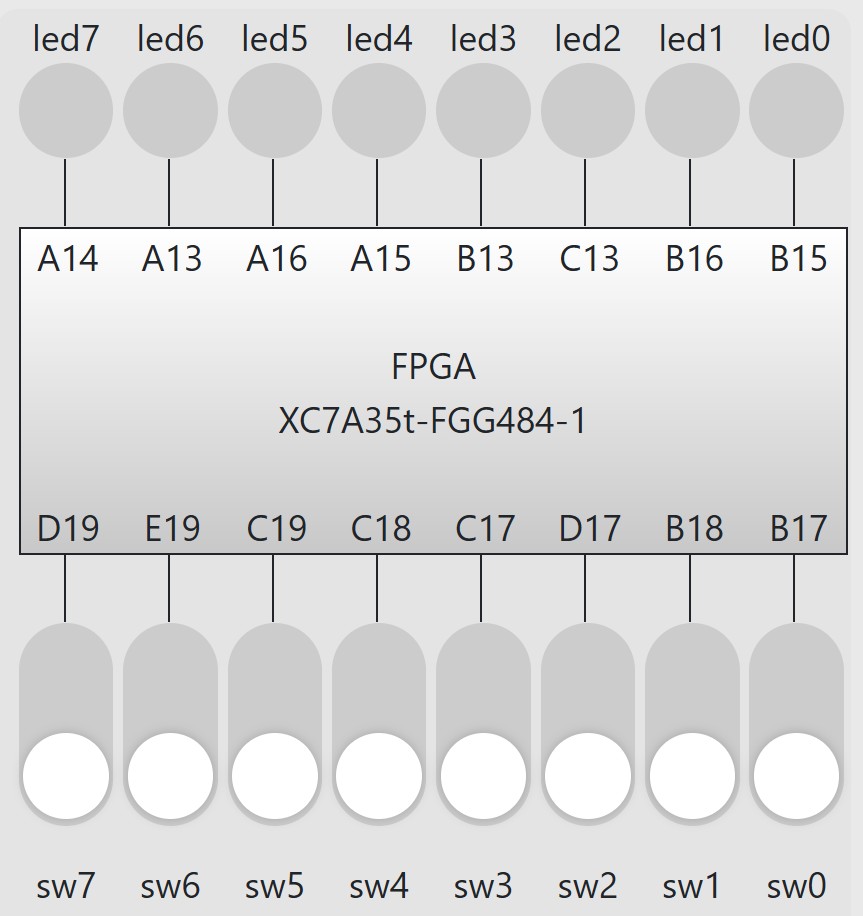 led7 led6 led5 led4 led3 led2 led1 led0
A14 A13 A16 A15 B13 C13 B16 B15
FPGA
XC7A35t-FGG484-1
D19 E19 C19 C18 C17 D17 B18 B17
sw7 sw6 sw5 sw4 sw3 sw2 sw1 sw0